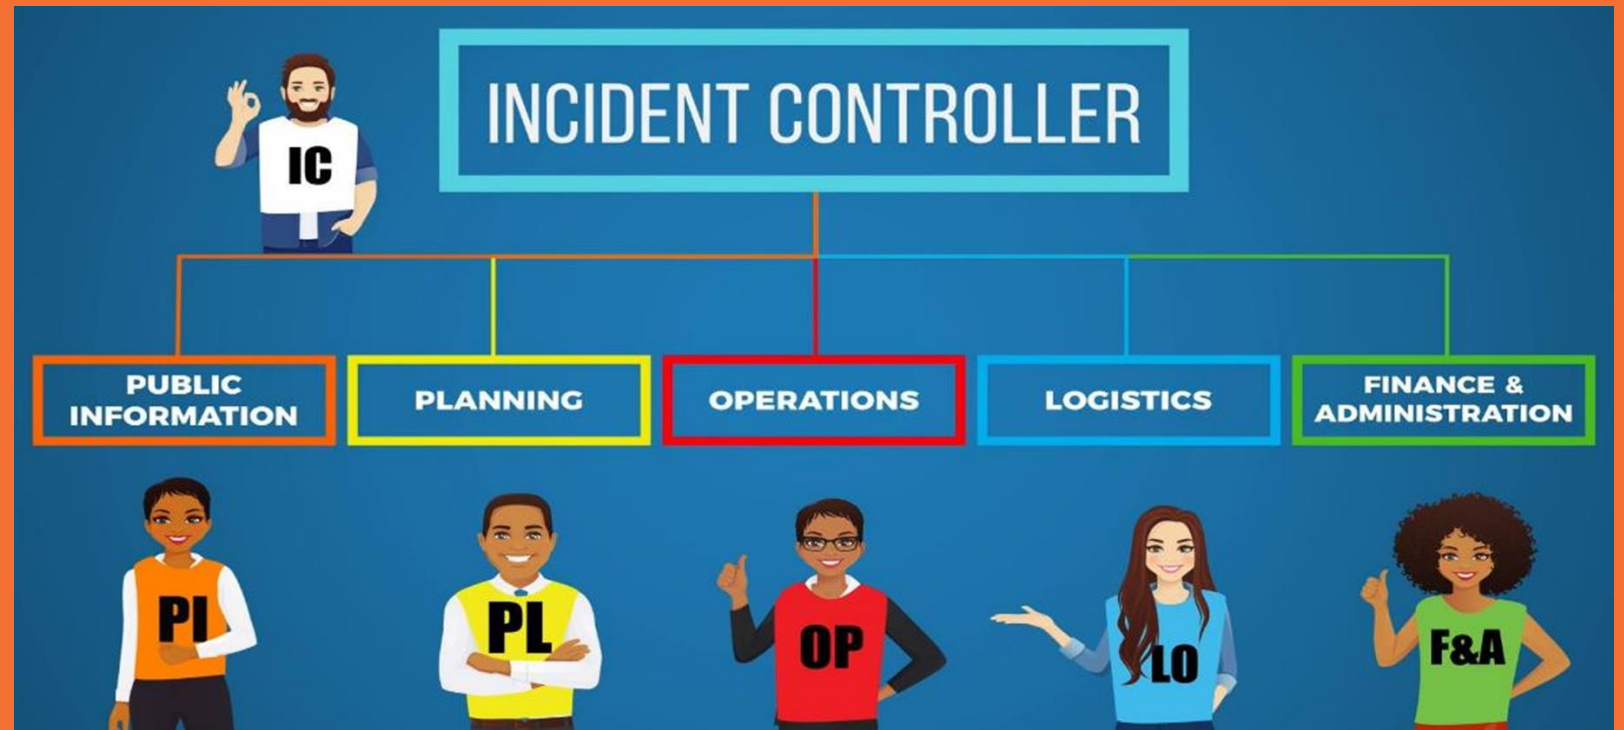 INCIDENT CONTROLLER
IC
PUBLIC
INFORMATION
PLANNING
OPERATIONS
LOGISTICS
FINANCE &
ADMINISTRATION
PI
PL
OP
LO
F&A